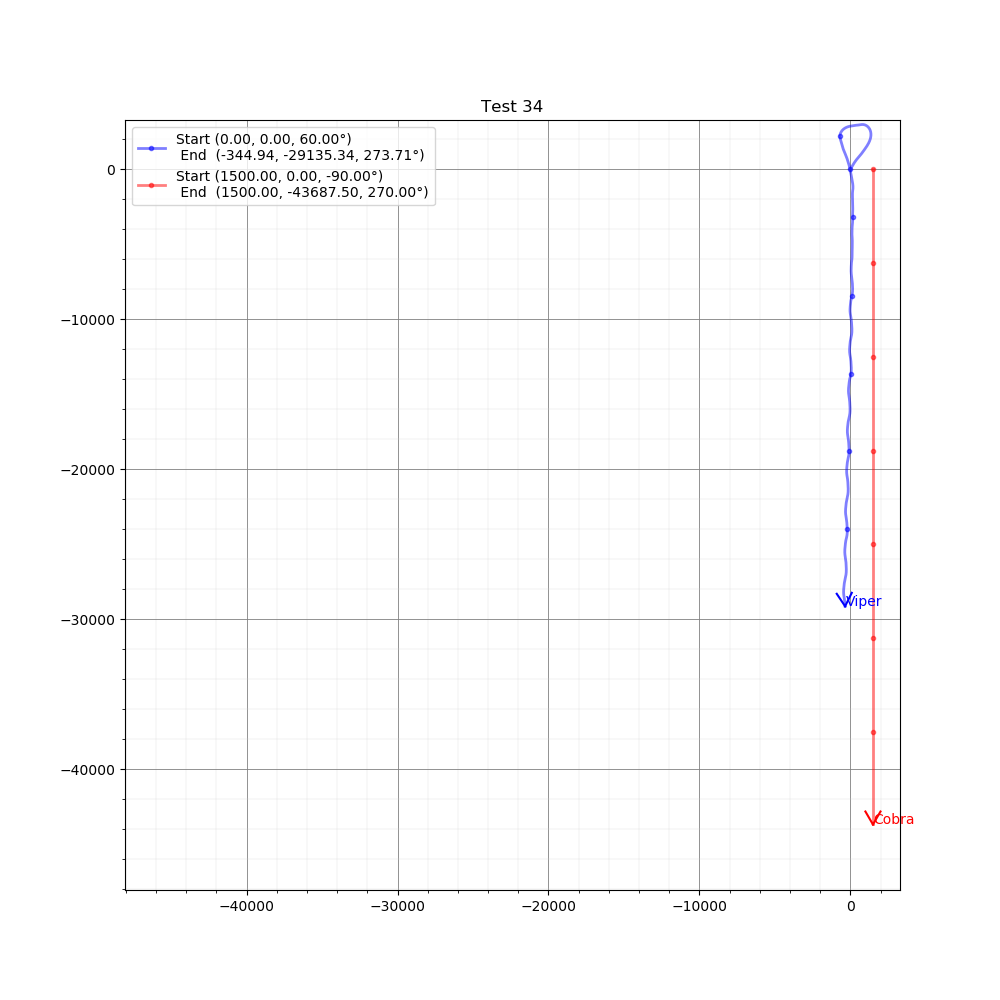 Test 34
Start (0.00, 0.00, 60.00°)
End (-344.94, -29135.34, 273.71°)
Start (1500.00, 0.00, -90.00°)
End (1500.00, -43687.50, 270.00°)
0
−10000
−20000
−30000
−40000
Viper
Cobra
−40000
−30000
−20000
−10000
0